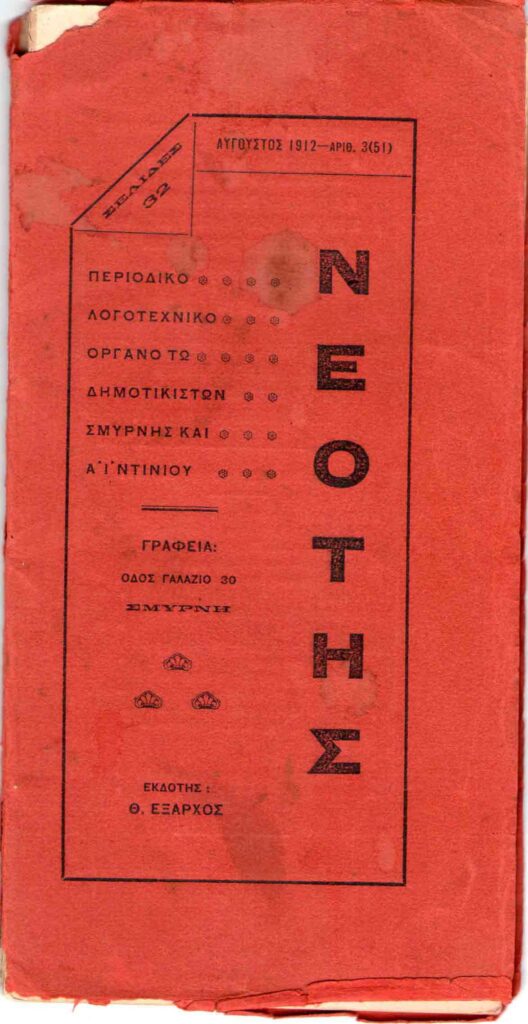 ΣΕΛΙΔΕΣ
32
ΑΥΓΟΥΣΤΟΣ 1912—ΑΡΙΘ. 3(51)
ΝΕΟΤΗΣ
ΠΕΡΙΟΔΙΚΟ
ΛΟΓΟΤΕΧΝΙΚΟ
ΟΡΓΑΝΟ ΤΩ
ΔΗΜΟΤΙΚΙΣΤΩΝ
ΣΜΥΡΝΗΣ ΚΑΙ
Α·Ι·ΝΤΙΝΙΟΥ
ΓΡΑΦΕΙΑ:
ΟΔΟΣ ΓΑΛΑΖΙΟ 30
ΣΜΥΡΝΗ
ΕΚΔΟΤΗΣ :
Θ. ΕΞΑΡΧΟΣ